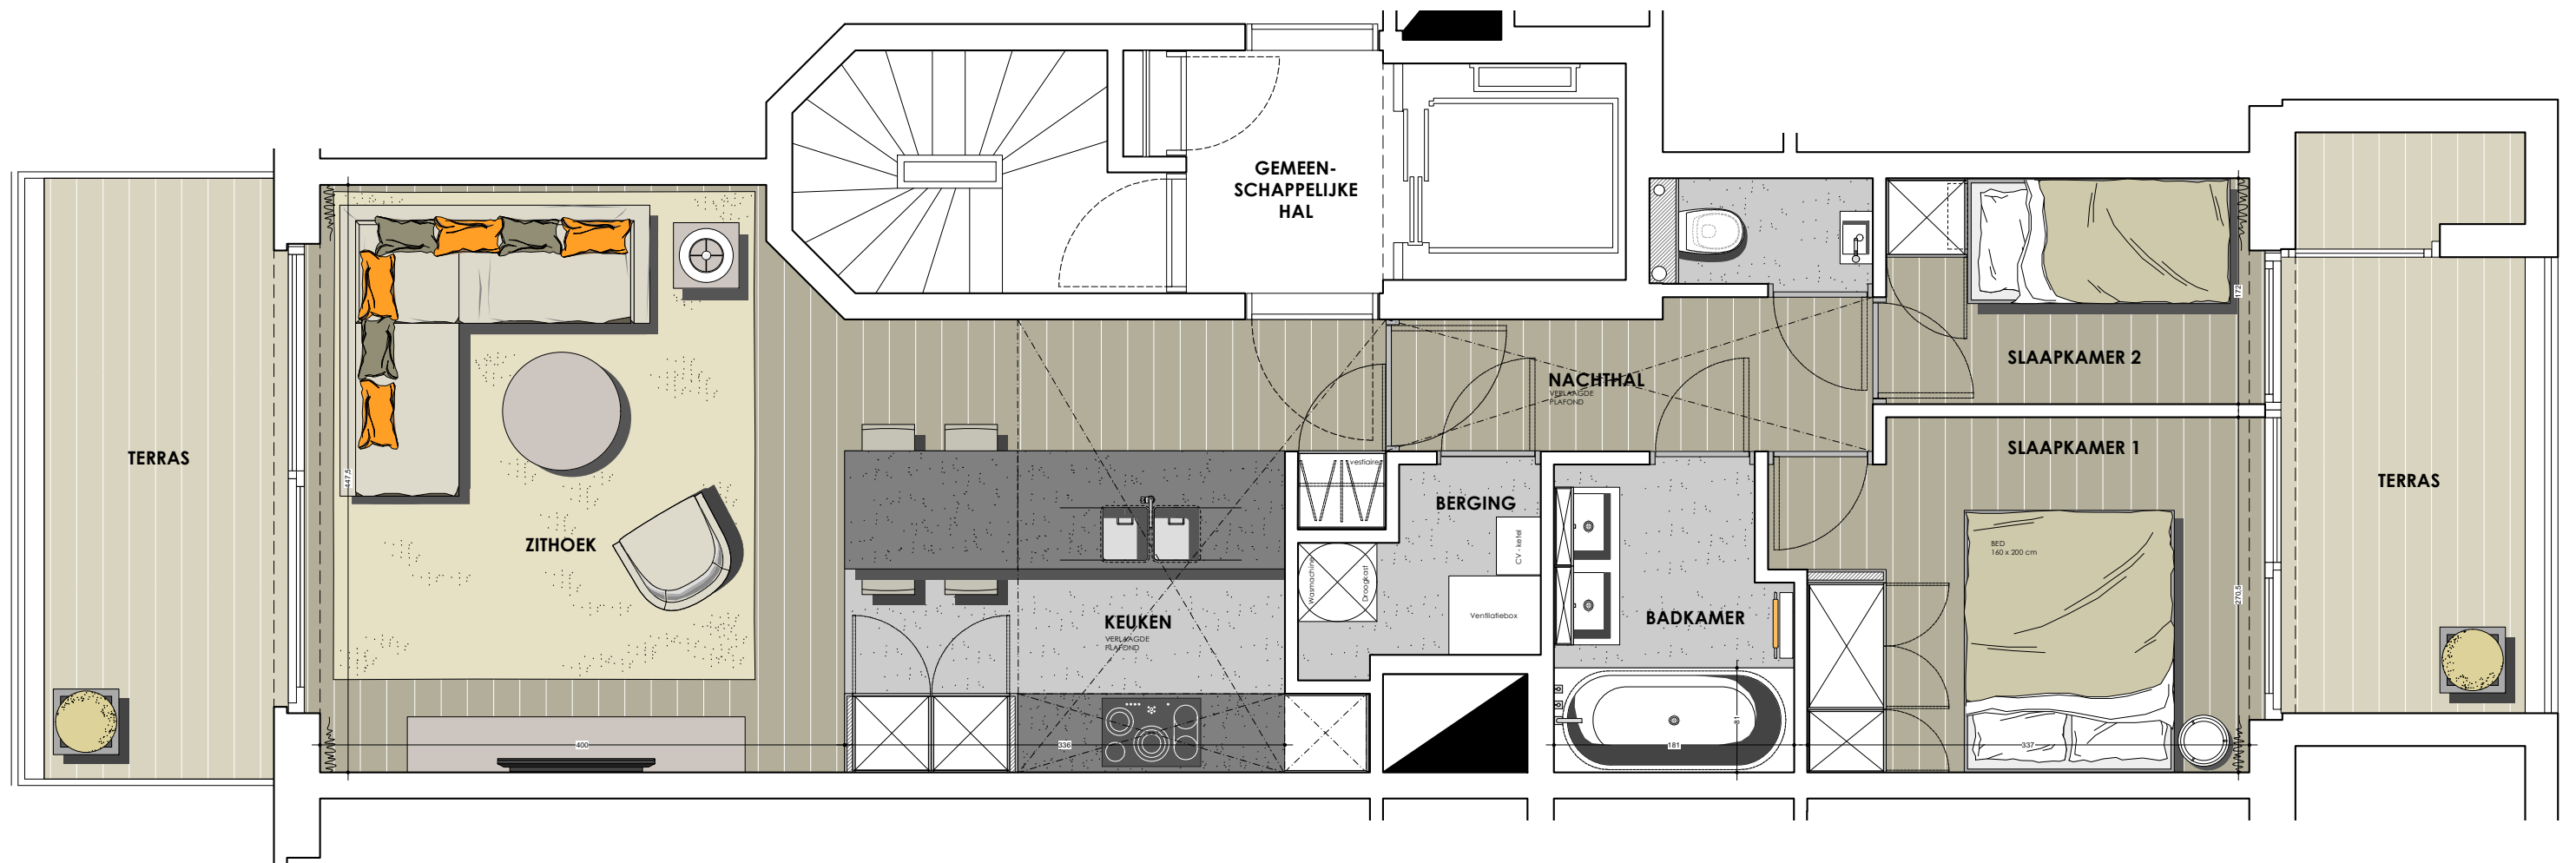 GEMEEN-
SCHAPPELIJKE
HAL
TERRAS
447,5
ZITHOEK
400
KEUKEN
VERLAAGDE
PLAFOND
336
vestiaire
Wasmachine
Droogkast
BERGING
CV - ketel
Ventilatiebox
NACHTHAL
VERLAAGDE
PLAFOND
BADKAMER
81
181
SLAAPKAMER 2
172
SLAAPKAMER 1
BED
160 x 200 cm
270,5
337
TERRAS